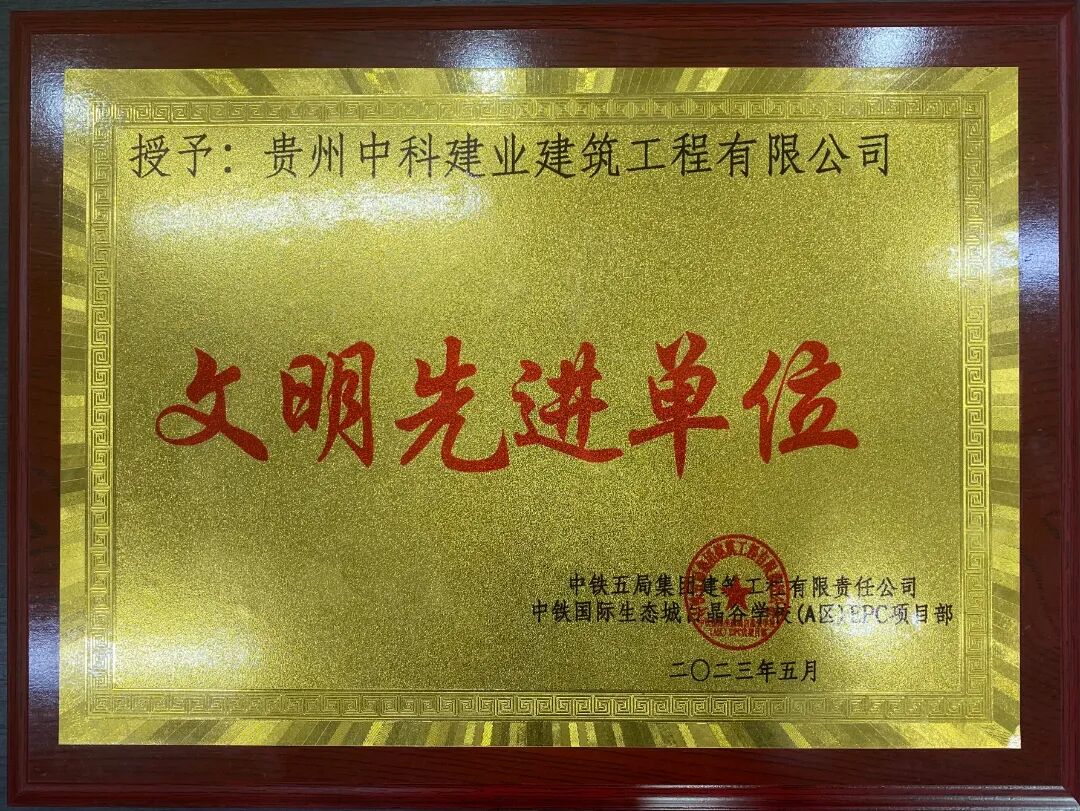 授予：贵州中科建业建筑工程有限公司
文明先进单位
中铁五局集团建筑工程有限责任公司
中铁国际生态城白晶谷学校(A区)EPC项目部
二〇二三年五月